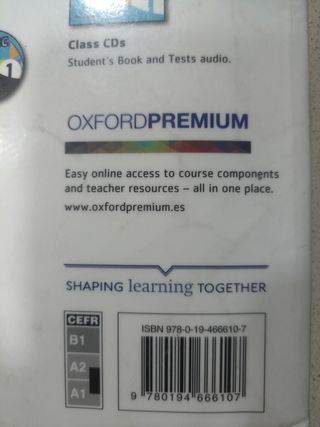 Class CDs
Student's Book and Tests audio.
1
OXFORDPREMIUM
Easy online access to course components
and teacher resources – all in one place.
www.oxfordpremium.es
SHAPING learning TOGETHER
CEFR
B1
A2
A1
ISBN 978-0-19-466610-7
9 780194 666107